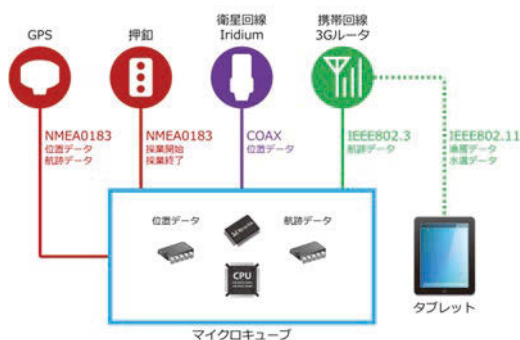 GPS
押釦
衛星回線
Iridium
携帯回線
3Gルータ
NMEA0183
位置データ
航跡データ
NMEA0183
操業開始
操業終了
COAX
位置データ
IEEE802.3
航跡データ
IEEE802.11
漁獲データ
水温データ
位置データ
航跡データ
CPU
タブレット
マイクロキューブ